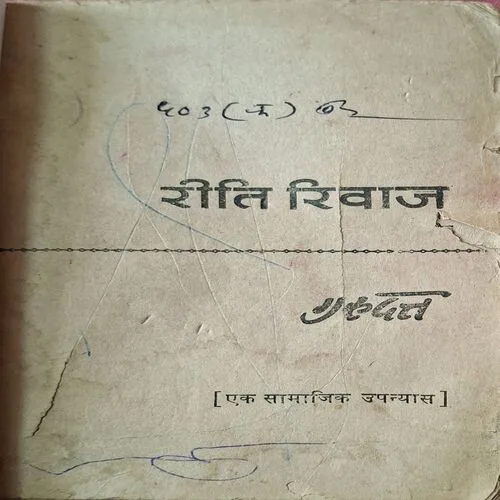 ५०३ (क)
रीति रिवाज
गुरुदत्त
[एक सामाजिक उपन्यास]